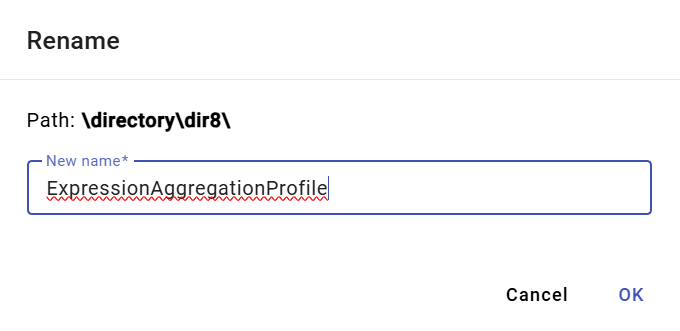 Rename
Path: \directory\dir8\
New name*
ExpressionAggregationProfile
Cancel OK